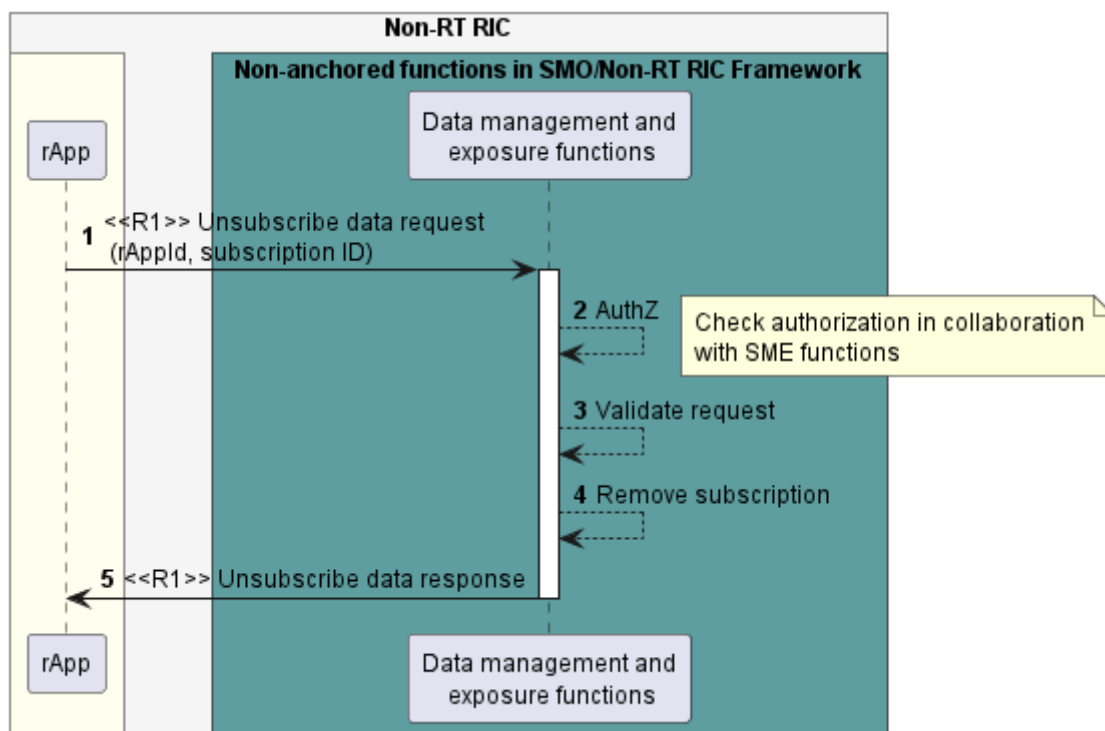 Non-RT RIC
Non-anchored functions in SMO/Non-RT RIC Framework
Data management and
exposure functions
rApp
1 <<R1>> Unsubscribe data request
(rAppId, subscription ID)
2 AuthZ
Check authorization in collaboration
with SME functions
3 Validate request
4 Remove subscription
5 <<R1>> Unsubscribe data response
rApp
Data management and
exposure functions